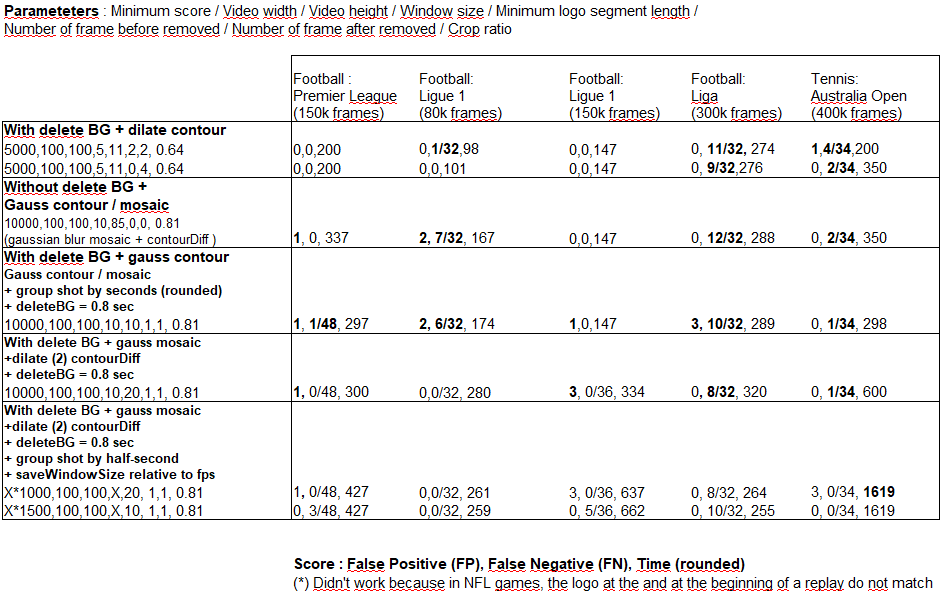 Parameteters : Minimum score / Video width / Video height / Window size / Minimum logo segment length /
Number of frame before removed / Number of frame after removed / Crop ratio
Football : Football: Football: Football: Tennis:
Premier League Ligue 1 Ligue 1 Liga Australia Open
(150k frames) (80k frames) (150k frames) (300k frames) (400k frames)
With delete BG + dilate contour
5000,100,100,5,11,2,2, 0.64 0,0,200 0,1/32,98 0,0,147 0, 11/32, 274 1,4/34,200
5000,100,100,5,11,0,4, 0.64 0,0,200 0,0,101 0,0,147 0, 9/32,276 0, 2/34, 350
Without delete BG +
Gauss contour / mosaic
10000,100,100,10,85,0,0, 0.81
(gaussian blur mosaic + contourDiff ) 1, 0, 337 2, 7/32, 167 0,0,147 0, 12/32, 288 0, 2/34, 350
With delete BG + gauss contour
Gauss contour / mosaic
+ group shot by seconds (rounded)
+ deleteBG = 0.8 sec
10000,100,100,10,10,1,1, 0.81 1, 1/48, 297 2, 6/32, 174 1,0,147 3, 10/32, 289 0, 1/34, 298
With delete BG + gauss mosaic
+dilate (2) contourDiff
+ deleteBG = 0.8 sec
10000,100,100,10,20,1,1, 0.81 1, 0/48, 300 0,0/32, 280 3, 0/36, 334 0, 8/32, 320 0, 1/34, 600
With delete BG + gauss mosaic
+dilate (2) contourDiff
+ deleteBG = 0.8 sec
+ group shot by half-second
+ saveWindowSize relative to fps
X*1000,100,100,X,20, 1,1, 0.81 1, 0/48, 427 0,0/32, 261 3, 0/36, 637 0, 8/32, 264 3, 0/34, 1619
X*1500,100,100,X,10, 1,1, 0.81 0, 3/48, 427 0,0/32, 259 0, 5/36, 662 0, 10/32, 255 0, 0/34, 1619
Score : False Positive (FP), False Negative (FN), Time (rounded)
(*) Didn't work because in NFL games, the logo at the and at the beginning of a replay do not match